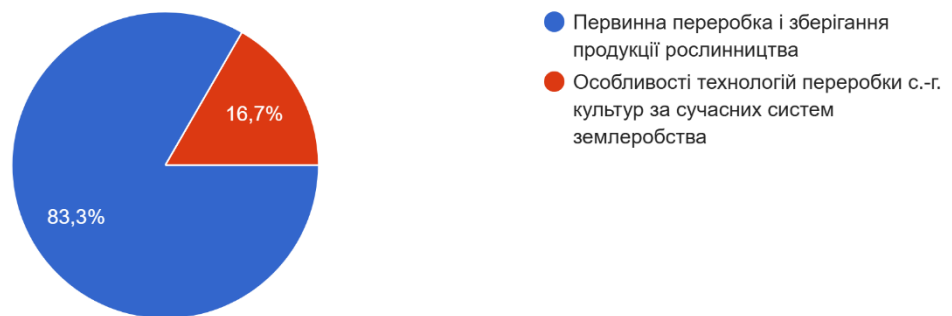 Первинна переробка і зберігання
продукції рослинництва
Особливості технологій переробки с.-г.
культур за сучасних систем
землеробства
16,7%
83,3%